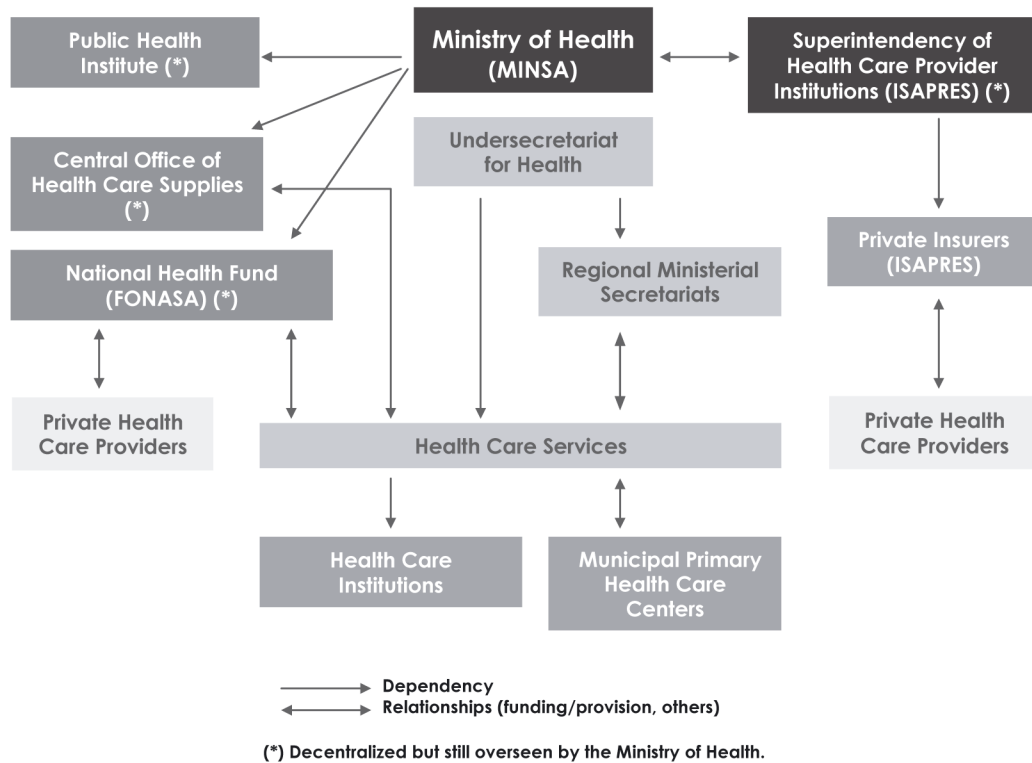 Public Health
Institute (*)
Ministry of Health
(MINSA)
Superintendency of
Health Care Provider
Institutions (ISAPRES) (*)
Central Office of
Health Care Supplies
(*)
Undersecretariat
for Health
National Health Fund
(FONASA) (*)
Regional Ministerial
Secretariats
Private Insurers
(ISAPRES)
Private Health
Care Providers
Health Care Services
Private Health
Care Providers
Health Care
Institutions
Municipal Primary
Health Care
Centers
Dependency
Relationships (funding/provision, others)
(*) Decentralized but still overseen by the Ministry of Health.